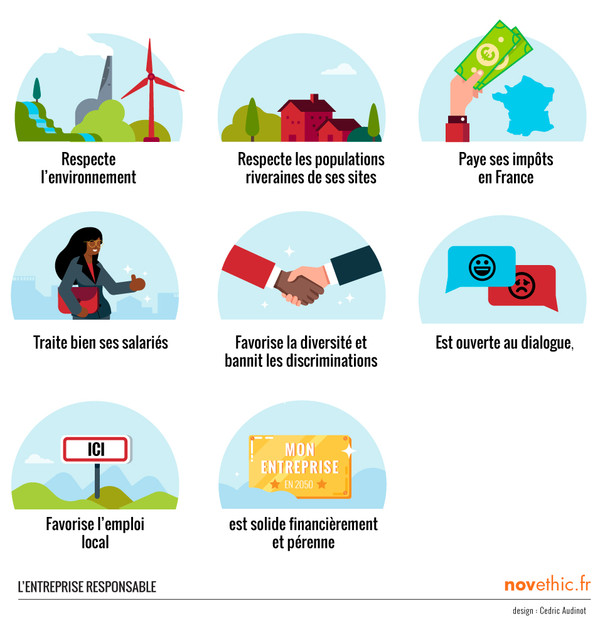 Respecte
l'environnement
Respecte les populations
riveraines de ses sites
Paye ses impôts
en France
Traite bien ses salariés
Favorise la diversité et
bannit les discriminations
Est ouverte au dialogue,
ICI
Favorise l'emploi
local
MON
ENTREPRISE
EN 2050
est solide financièrement
et pérenne
L'ENTREPRISE RESPONSABLE
novethic.fr
design : Cedric Audinot